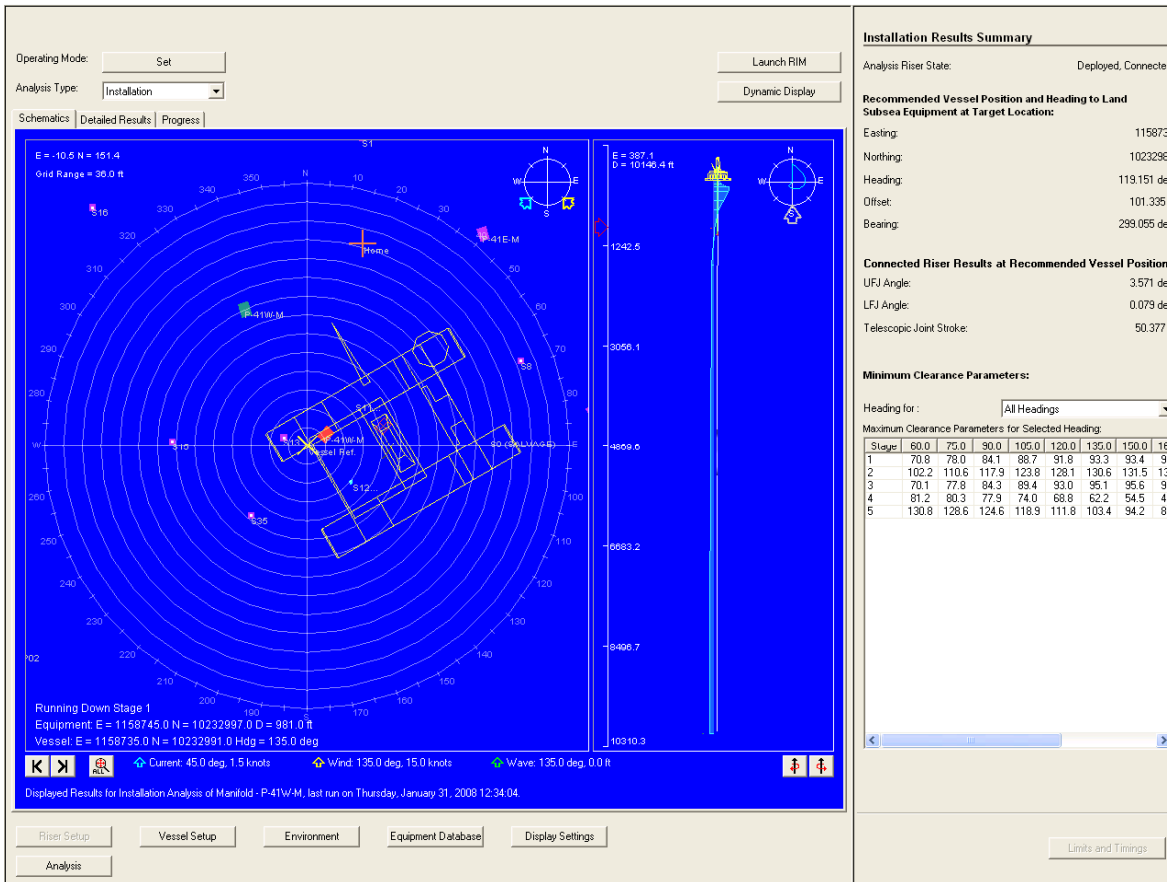 Operating Mode:
Set
Launch RIM
Analysis Type:
Installation
Dynamic Display
Schematics
Detailed Results
Progress
E = -10.5 N = 151.4
Grid Range = 36.0 ft
S1
N
W
E
S
N
10
20
30
40
50
60
70
80
E
100
110
120
130
140
150
160
170
S
190
200
210
220
230
240
250
260
W
280
290
300
310
320
330
340
350
S16
P-41E-M
Home
P-41W-M
S8
S11...
S13
P-41W-M
Vessel Ref.
90 (SALVAGE)
S15
S12...
S35
Running Down Stage 1
Equipment: E = 1158745.0 N = 10232997.0 D = 981.0 ft
Vessel: E = 1158735.0 N = 10232991.0 Hdg = 135.0 deg
E = 387.1
D = 10146.4 ft
N
W
E
S
1242.5
3056.1
4869.6
6683.2
8496.7
10310.3
ALL
Current: 45.0 deg, 1.5 knots
Wind: 135.0 deg, 15.0 knots
Wave: 135.0 deg, 0.0 ft
Displayed Results for Installation Analysis of Manifold - P-41W-M, last run on Thursday, January 31, 2008 12:34:04.
Riser Setup
Vessel Setup
Environment
Equipment Database
Display Settings
Analysis
Installation Results Summary
Analysis Riser State: Deployed, Connecte
Recommended Vessel Position and Heading to Land
Subsea Equipment at Target Location:
Easting: 115873
Northing: 1023298
Heading: 119.151 de
Offset: 101.335
Bearing: 299.055 de
Connected Riser Results at Recommended Vessel Position
UFJ Angle: 3.571 de
LFJ Angle: 0.079 de
Telescopic Joint Stroke: 50.377
Minimum Clearance Parameters:
Heading for : All Headings
Maximum Clearance Parameters for Selected Heading:
Stage 60.0 75.0 90.0 105.0 120.0 135.0 150.0 16
1 70.8 78.0 84.1 88.7 91.8 93.3 93.4 9
2 102.2 110.6 117.9 123.8 128.1 130.6 131.5 13
3 70.1 77.8 84.3 89.4 93.0 95.1 95.6 9
4 81.2 80.3 77.9 74.0 68.8 62.2 54.5 4
5 130.8 128.6 124.6 118.9 111.8 103.4 94.2 8
Limits and Timings